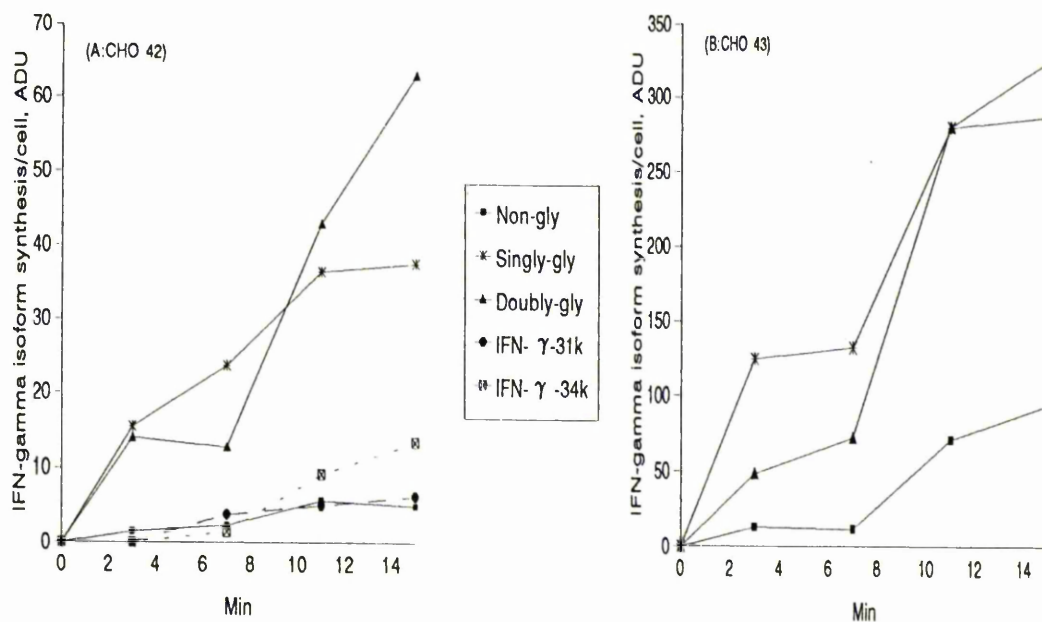 IFN-gamma isoform synthesis/cell, ADU
70
60
50
40
30
20
10
0
(A:CHO 42)
0 2 4 6 8 10 12 14
Min
Non-gly
Singly-gly
Doubly-gly
IFN- γ-31k
IFN- γ -34k
IFN-gamma isoform synthesis/cell, ADU
350
300
250
200
150
100
50
0
(B:CHO 43)
0 2 4 6 8 10 12 14
Min